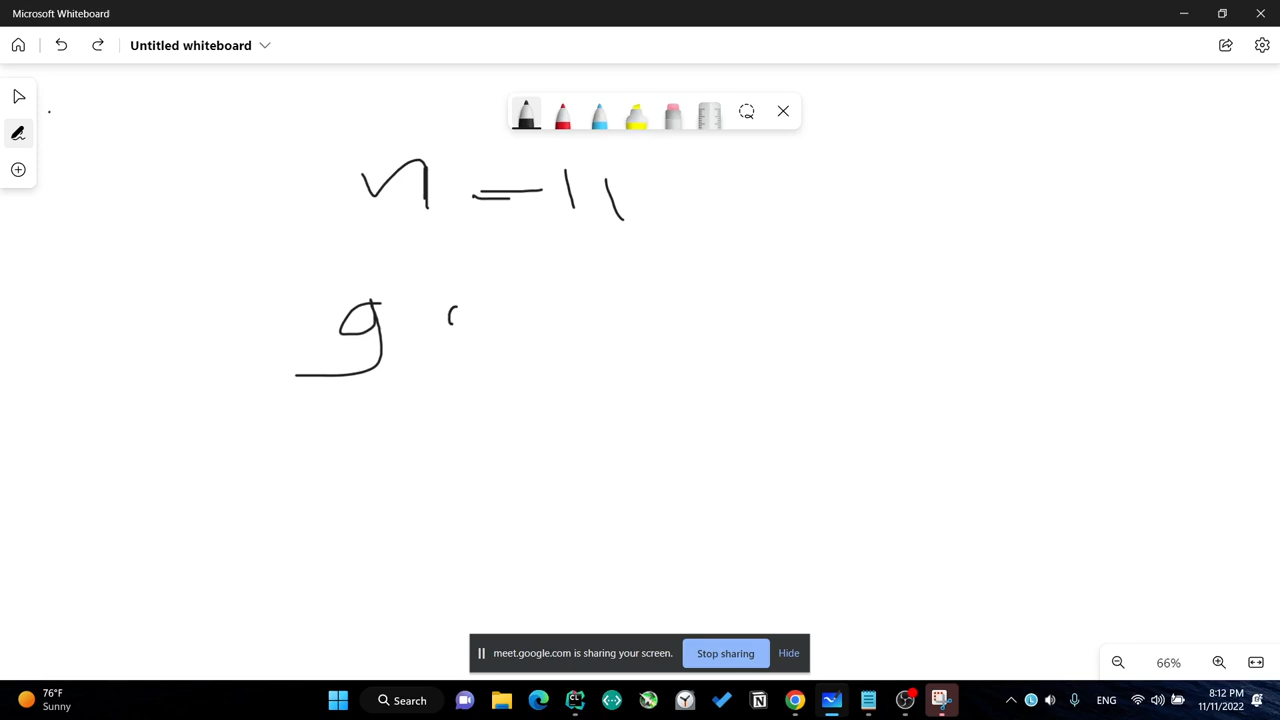 Microsoft Whiteboard
Untitled whiteboard
n = 11
g
meet.google.com is sharing your screen.
Stop sharing
Hide
66%
76°F
Sunny
Search
ENG
8:12 PM
11/11/2022